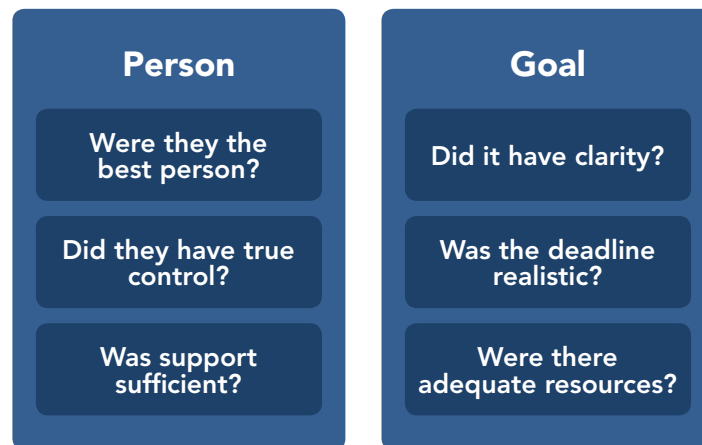 Person
Were they the
best person?
Did they have true
control?
Was support
sufficient?
Goal
Did it have clarity?
Was the deadline
realistic?
Were there
adequate resources?